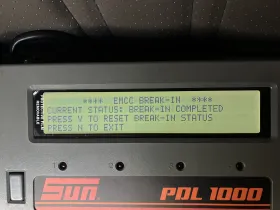 **** EMCC BREAK-IN ****
CURRENT STATUS: BREAK-IN COMPLETED
PRESS Y TO RESET BREAK-IN STATUS
PRESS N TO EXIT
Sun
PDL 1000